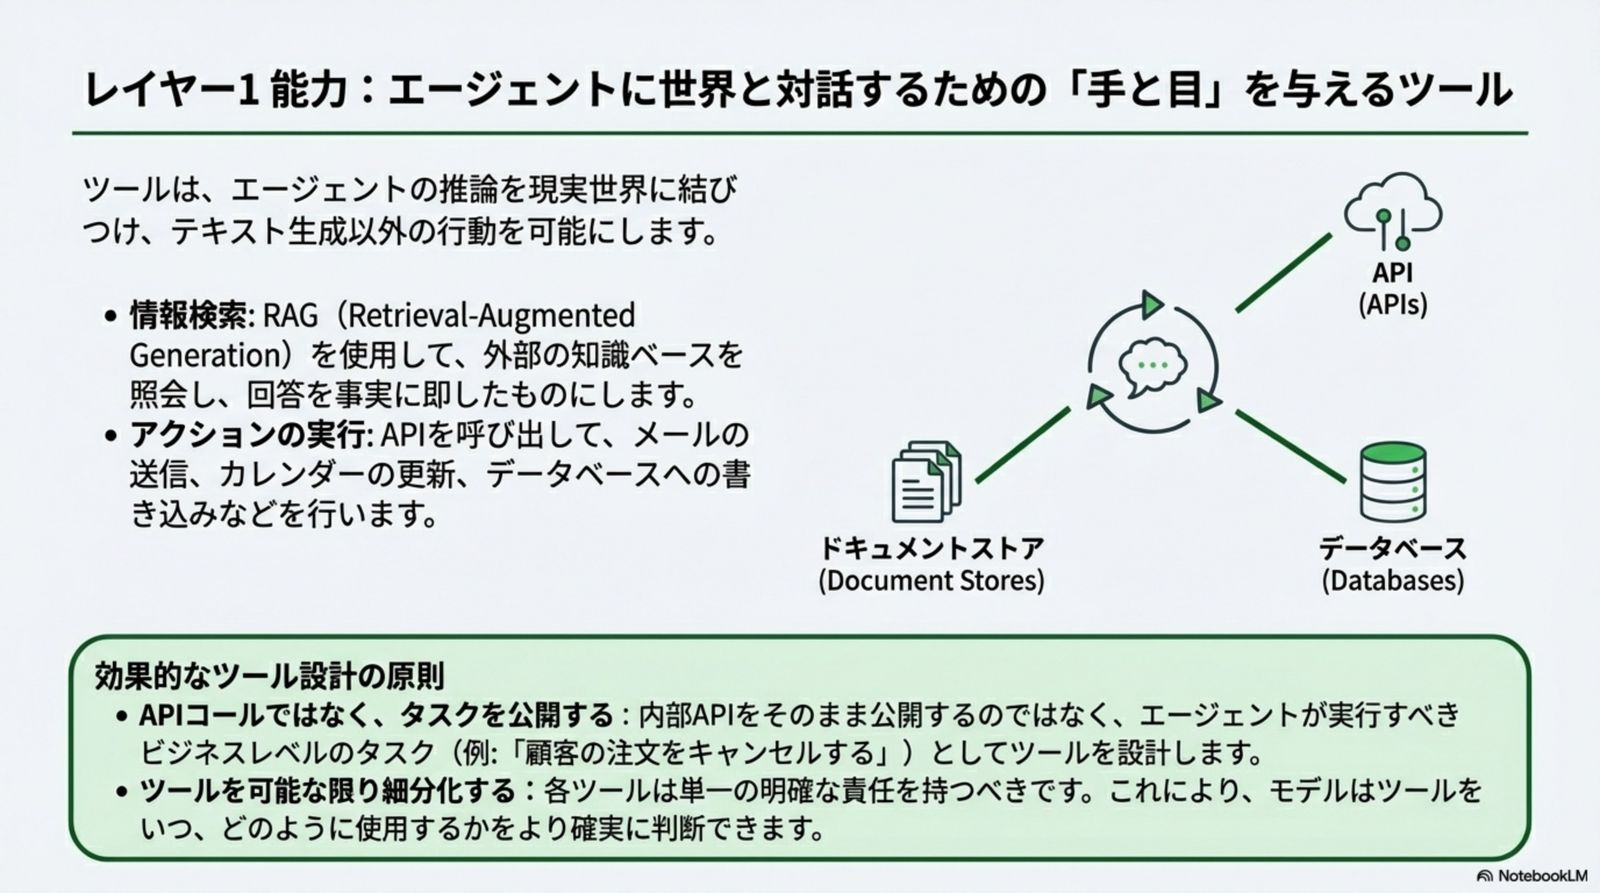 レイヤー1 能力：エージェントに世界と対話するための「手と目」を与えるツール
ツールは、エージェントの推論を現実世界に結び
つけ、テキスト生成以外の行動を可能にします。
• 情報検索: RAG（Retrieval-Augmented
Generation）を使用して、外部の知識ベースを
照会し、回答を事実に即したものにします。
• アクションの実行: APIを呼び出して、メールの
送信、カレンダーの更新、データベースへの書
き込みなどを行います。
API
(APIs)
ドキュメントストア
(Document Stores)
データベース
(Databases)
効果的なツール設計の原則
• APIコールではなく、タスクを公開する：内部APIをそのまま公開するのではなく、エージェントが実行すべき
ビジネスレベルのタスク（例:「顧客の注文をキャンセルする」）としてツールを設計します。
• ツールを可能な限り細分化する：各ツールは単一の明確な責任を持つべきです。これにより、モデルはツールを
いつ、どのように使用するかをより確実に判断できます。
NotebookLM